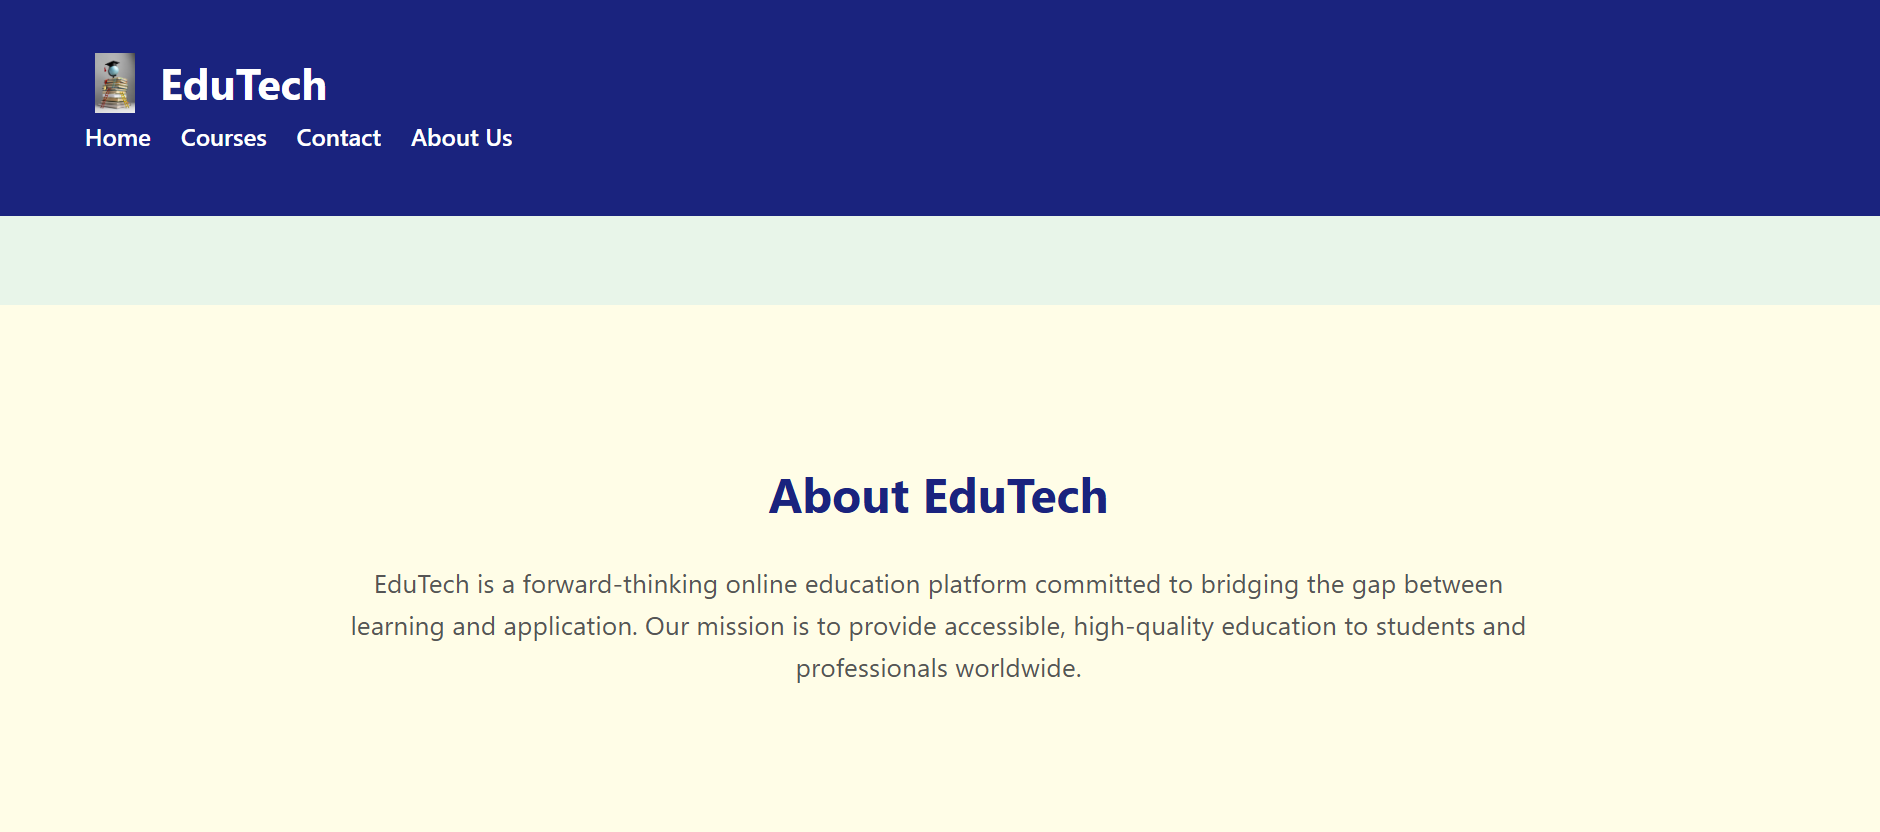 EduTech
Home Courses Contact About Us
About EduTech
EduTech is a forward-thinking online education platform committed to bridging the gap between
learning and application. Our mission is to provide accessible, high-quality education to students and
professionals worldwide.